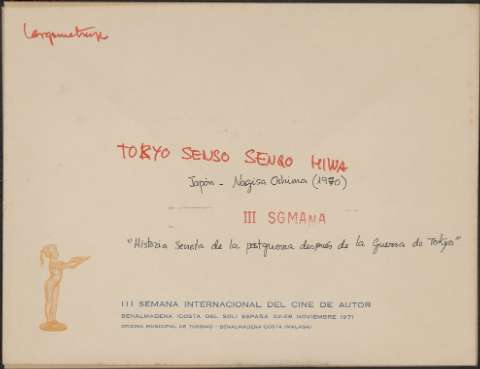 Largometraje
TOKYO SENSO SENGO HIWA
Japón - Nagisa Oshima (1970)
III SEMANA
"Historia secreta de la postguerra después de la Guerra de Tokyo"
III SEMANA INTERNACIONAL DEL CINE DE AUTOR
BENALMADENA (COSTA DEL SOL) ESPAÑA NOVIEMBRE 1971
OFICINA MUNICIPAL DE TURISMO - BENALMADENA COSTA (MALAGA)